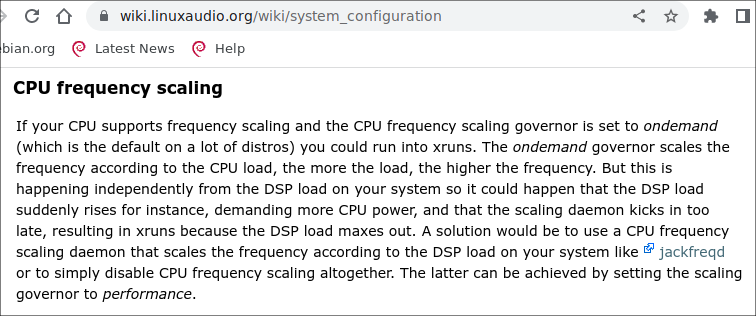 wiki.linuxaudio.org/wiki/system_configuration
ebian.org Latest News Help
CPU frequency scaling
If your CPU supports frequency scaling and the CPU frequency scaling governor is set to ondemand
(which is the default on a lot of distros) you could run into xruns. The ondemand governor scales the
frequency according to the CPU load, the more the load, the higher the frequency. But this is
happening independently from the DSP load on your system so it could happen that the DSP load
suddenly rises for instance, demanding more CPU power, and that the scaling daemon kicks in too
late, resulting in xruns because the DSP load maxes out. A solution would be to use a CPU frequency
scaling daemon that scales the frequency according to the DSP load on your system like jackfreqd
or to simply disable CPU frequency scaling altogether. The latter can be achieved by setting the scaling
governor to performance.